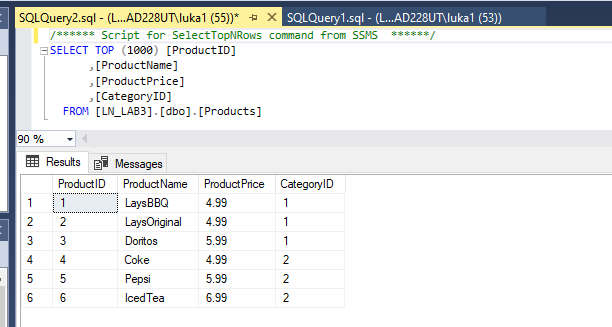 SQLQuery2.sql - (L...AD228UT\luka1 (55))* SQLQuery1.sql - (L...AD228UT\luka1 (53))
/****** Script for SelectTopNRows command from SSMS ******/
SELECT TOP (1000) [ProductID]
,[ProductName]
,[ProductPrice]
,[CategoryID]
FROM [LN_LAB3].[dbo].[Products]
90 %
Results Messages
ProductID ProductName ProductPrice CategoryID
1 1 LaysBBQ 4.99 1
2 2 LaysOriginal 4.99 1
3 3 Doritos 5.99 1
4 4 Coke 4.99 2
5 5 Pepsi 5.99 2
6 6 IcedTea 6.99 2